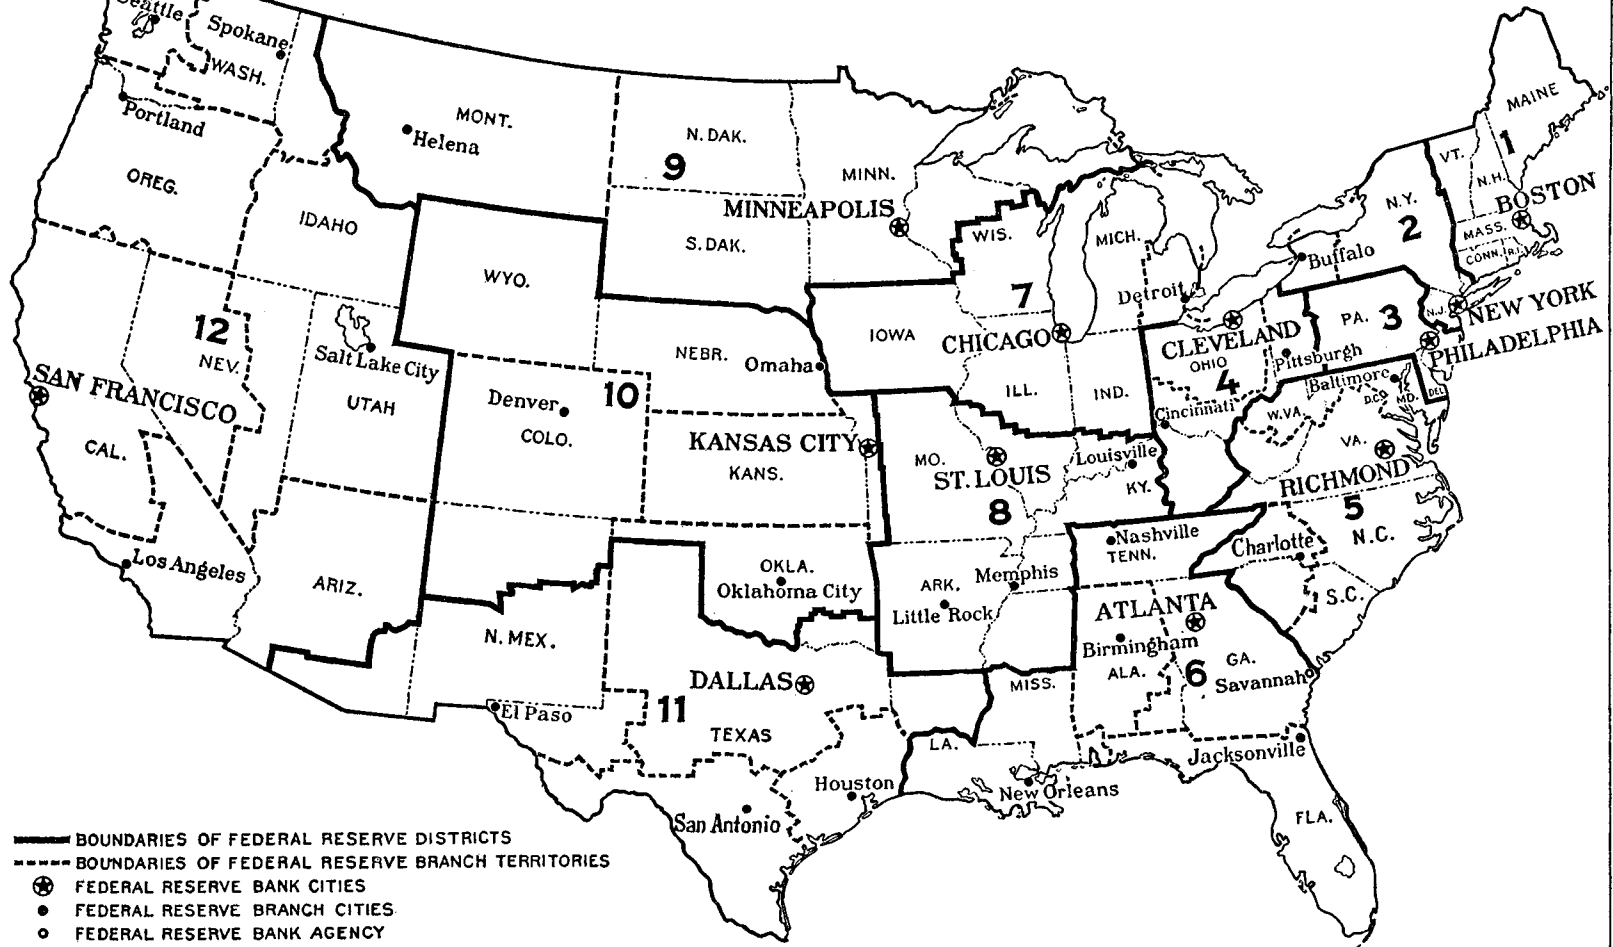 Seattle
Spokane
WASH.
Portland
OREG.
IDAHO
MONT.
Helena
N. DAK.
9
MINN.
MINNEAPOLIS
S. DAK.
WYO.
WIS.
MICH.
7
Detroit
IOWA
CHICAGO
ILL.
IND.
MAINE
1
VT.
N.H.
BOSTON
MASS.
CONN.
R.I.
N.Y.
2
Buffalo
NEW YORK
N.J.
PA.
3
PHILADELPHIA
CLEVELAND
OHIO
4
Pittsburgh
Cincinnati
Baltimore
D.C.
MD.
DEL
W.VA.
VA.
RICHMOND
5
12
NEV.
Salt Lake City
UTAH
SAN FRANCISCO
CAL.
Los Angeles
ARIZ.
NEBR.
Omaha
10
Denver
COLO.
KANSAS CITY
KANS.
MO.
ST. LOUIS
8
Louisville
KY.
Nashville
TENN.
Charlotte
N.C.
S.C.
OKLA.
Oklahoma City
ARK.
Memphis
Little Rock
ATLANTA
Birmingham
ALA.
6
GA.
Savannah
N. MEX.
El Paso
DALLAS
11
TEXAS
MISS.
LA.
New Orleans
Jacksonville
FLA.
Houston
San Antonio
BOUNDARIES OF FEDERAL RESERVE DISTRICTS
BOUNDARIES OF FEDERAL RESERVE BRANCH TERRITORIES
FEDERAL RESERVE BANK CITIES
FEDERAL RESERVE BRANCH CITIES
FEDERAL RESERVE BANK AGENCY